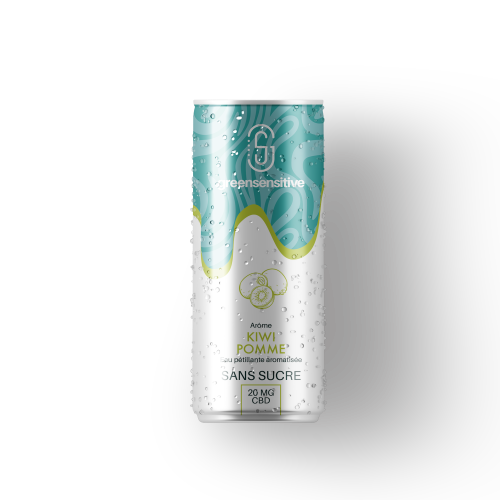 greensensitive
Arôme
KIWI
POMME
eau pétillante aromatisée
SANS SUCRE
20 MG
CBD